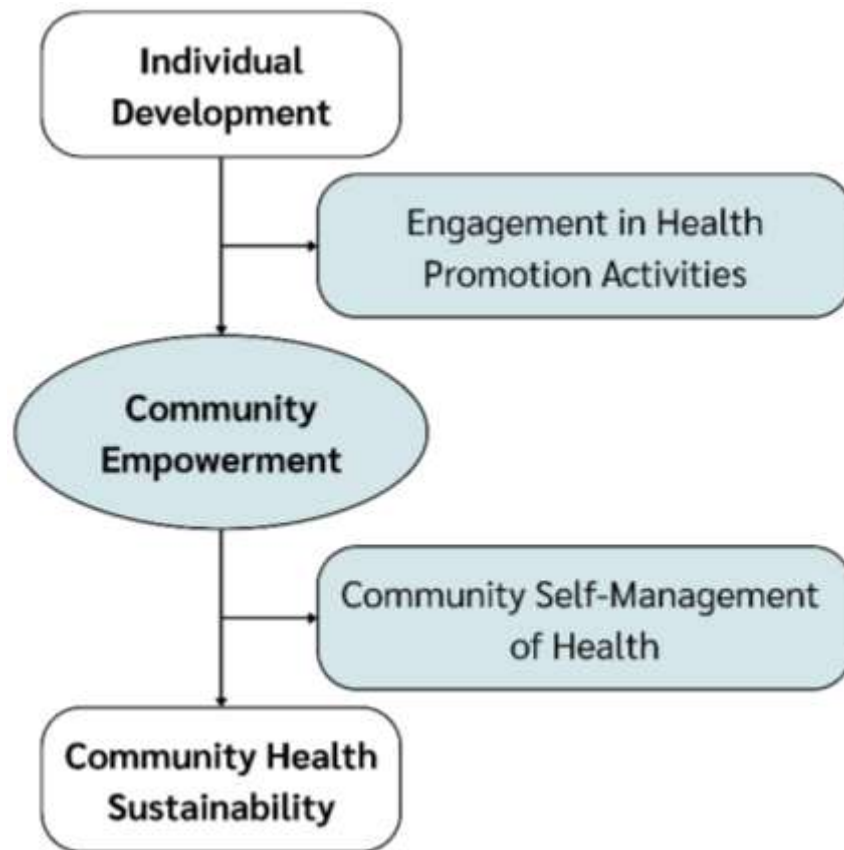 Individual
Development
Engagement in Health
Promotion Activities
Community
Empowerment
Community Self-Management
of Health
Community Health
Sustainability